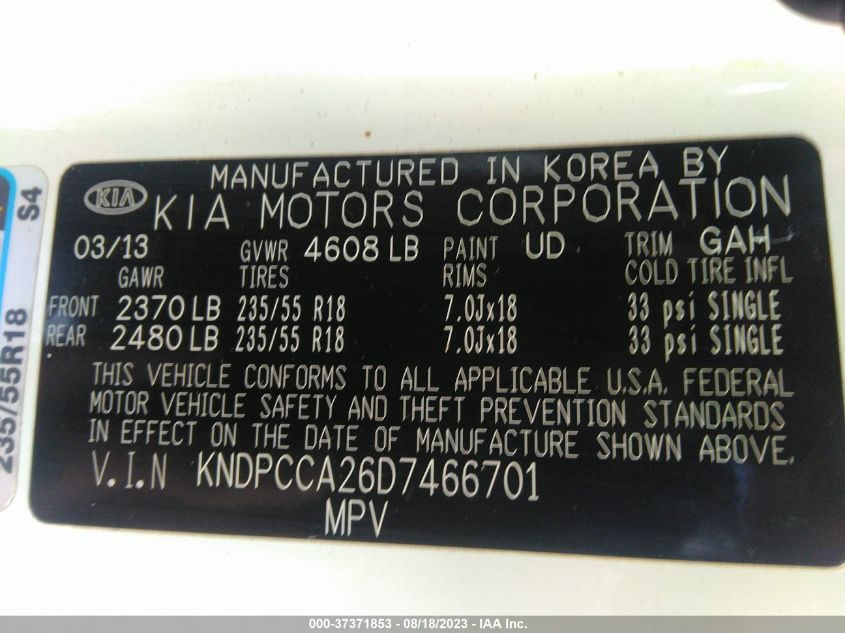 MANUFACTURED IN KOREA BY
KIA KIA MOTORS CORPORATION
03/13 GVWR 4608 LB PAINT UD TRIM GAH
GAWR TIRES RIMS COLD TIRE INFL
FRONT 2370 LB 235/55 R18 7.0Jx18 33 psi SINGLE
REAR 2480 LB 235/55 R18 7.0Jx18 33 psi SINGLE
THIS VEHICLE CONFORMS TO ALL APPLICABLE U.S.A. FEDERAL
MOTOR VEHICLE SAFETY AND THEFT PREVENTION STANDARDS
IN EFFECT ON THE DATE OF MANUFACTURE SHOWN ABOVE.
V.I.N KNDPCCA26D7466701
MPV
235/55R18 S4
000-37371853 - 08/18/2023 - IAA Inc.